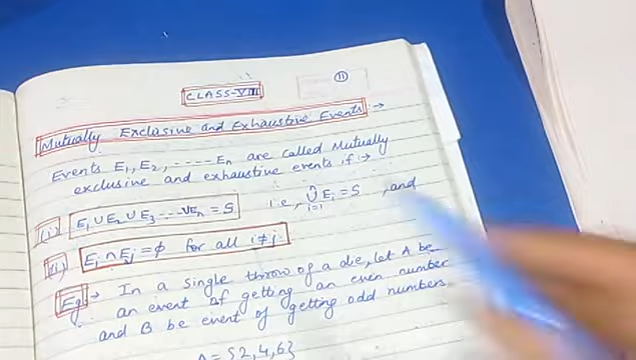 11
CLASS-VIII
Mutually Exclusive and Exhaustive Events →
Events E₁, E₂, ----- Eₙ are called Mutually
exclusive and exhaustive events if →
(i) E₁ ∪ E₂ ∪ E₃ --- ∪ Eₙ = S i.e., ⋃ⁿᵢ₌₁ Eᵢ = S, and
(ii) Eᵢ ∩ Eⱼ = ϕ for all i≠j.
Eg → In a single throw of a die, let A be
an event of getting an even number
and B be event of getting odd numbers.
A = {2, 4, 6}